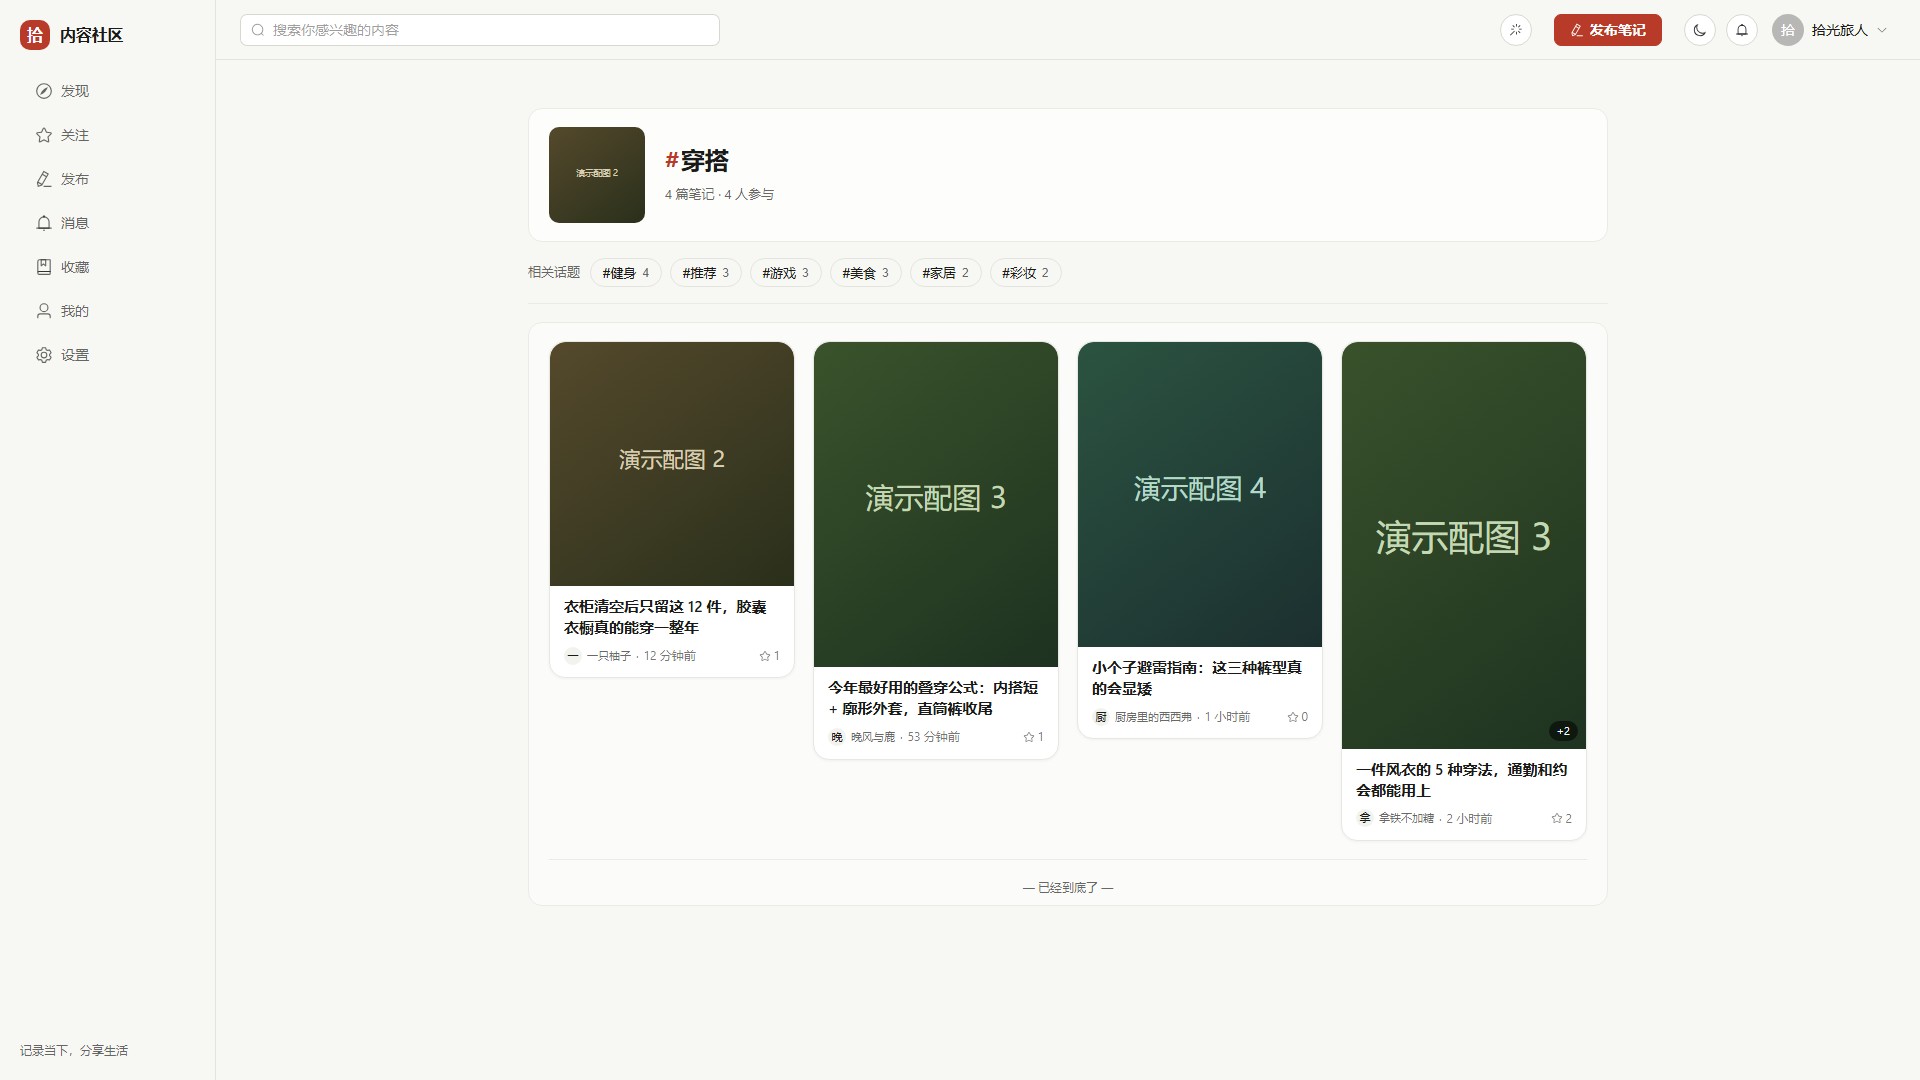 拾 内容社区
搜索你感兴趣的内容
发布笔记
拾 拾光旅人
发现
关注
发布
消息
收藏
我的
设置
记录当下，分享生活
演示配图 2
#穿搭
4 篇笔记 · 4 人参与
相关话题 #健身 4 #推荐 3 #游戏 3 #美食 3 #家居 2 #彩妆 2
演示配图 2
衣柜清空后只留这 12 件，胶囊
衣橱真的能穿一整年
一 一只柚子 · 12 分钟前 1
演示配图 3
今年最好用的叠穿公式：内搭短
+ 廓形外套，直筒裤收尾
晚 晚风与鹿 · 53 分钟前 1
演示配图 4
小个子避雷指南：这三种裤型真
的会显矮
厨 厨房里的西西弗 · 1 小时前 0
演示配图 3
+2
一件风衣的 5 种穿法，通勤和约
会都能用上
拿 拿铁不加糖 · 2 小时前 2
— 已经到底了 —